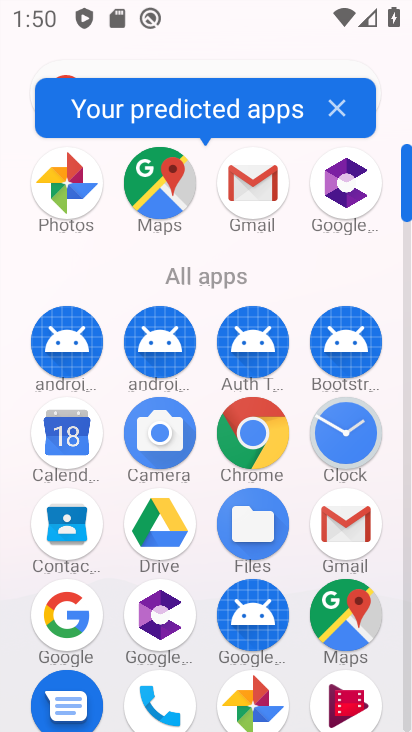 1:50
Your predicted apps
Photos Maps Gmail Google...
All apps
androi... androi... Auth T... Bootstr...
18
Calend... Camera Chrome Clock
Contac... Drive Files Gmail
Google Google... Google... Maps